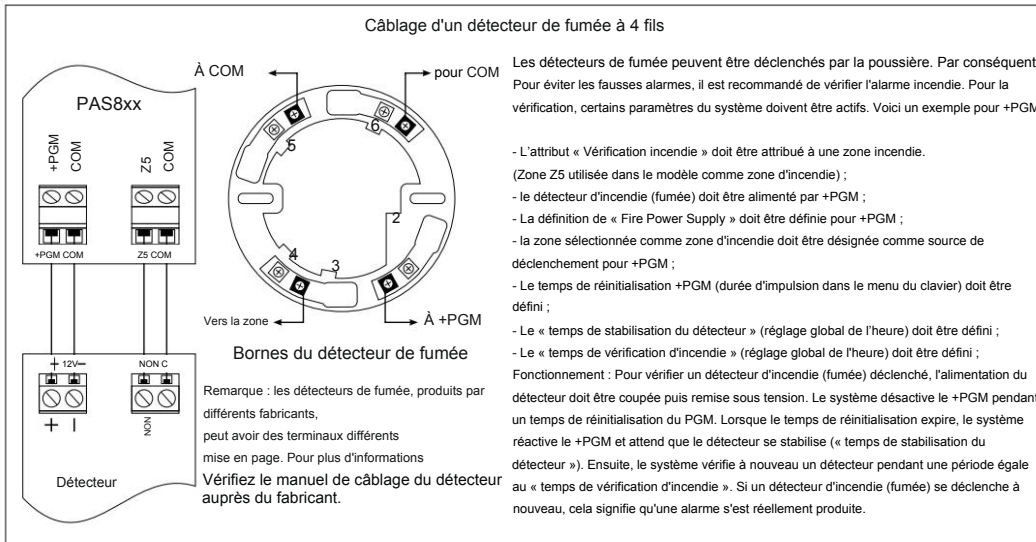 Câblage d'un détecteur de fumée à 4 fils
PAS8xx
+PGM
COM
Z5
COM
+PGM COM
Z5 COM
+ 12V−
NON C
+ −
NON
Détecteur
À COM
pour COM
5
6
2
4
3
Vers la zone
À +PGM
Bornes du détecteur de fumée
Remarque : les détecteurs de fumée, produits par
différents fabricants,
peut avoir des terminaux différents
mise en page. Pour plus d'informations
Vérifiez le manuel de câblage du détecteur
auprès du fabricant.
Les détecteurs de fumée peuvent être déclenchés par la poussière. Par conséquent
Pour éviter les fausses alarmes, il est recommandé de vérifier l'alarme incendie. Pour la
vérification, certains paramètres du système doivent être actifs. Voici un exemple pour +PGM
- L'attribut « Vérification incendie » doit être attribué à une zone incendie.
(Zone Z5 utilisée dans le modèle comme zone d'incendie) ;
- le détecteur d'incendie (fumée) doit être alimenté par +PGM ;
- La définition de « Fire Power Supply » doit être définie pour +PGM ;
- la zone sélectionnée comme zone d'incendie doit être désignée comme source de
déclenchement pour +PGM ;
- Le temps de réinitialisation +PGM (durée d'impulsion dans le menu du clavier) doit être
défini ;
- Le « temps de stabilisation du détecteur » (réglage global de l'heure) doit être défini ;
- Le « temps de vérification d'incendie » (réglage global de l'heure) doit être défini ;
Fonctionnement : Pour vérifier un détecteur d'incendie (fumée) déclenché, l'alimentation du
détecteur doit être coupée puis remise sous tension. Le système désactive le +PGM pendant
un temps de réinitialisation du PGM. Lorsque le temps de réinitialisation expire, le système
réactive le +PGM et attend que le détecteur se stabilise (« temps de stabilisation du
détecteur »). Ensuite, le système vérifie à nouveau un détecteur pendant une période égale
au « temps de vérification d'incendie ». Si un détecteur d'incendie (fumée) se déclenche à
nouveau, cela signifie qu'une alarme s'est réellement produite.